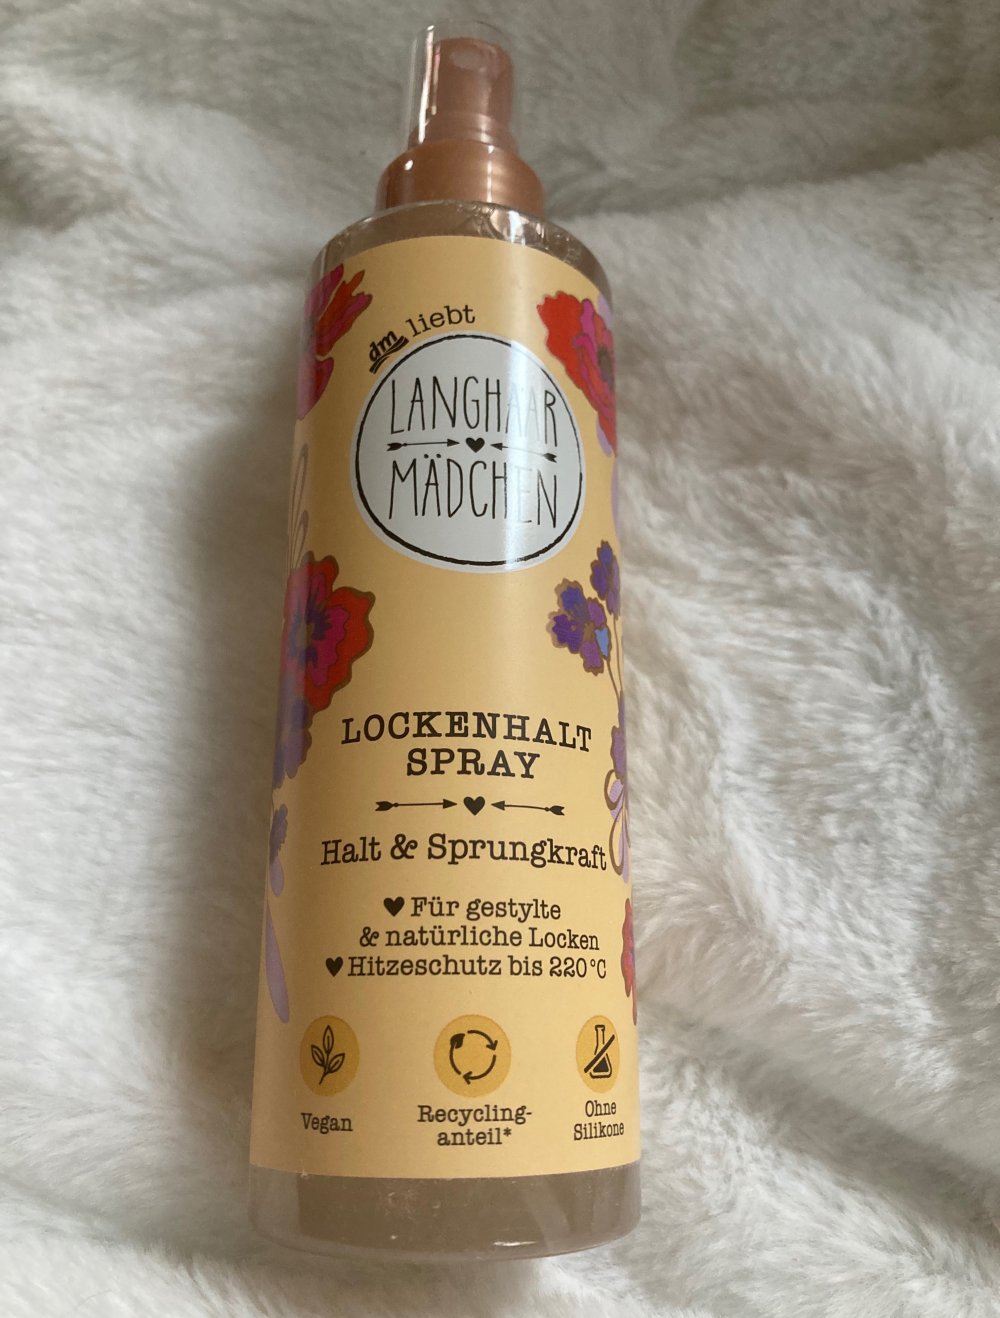 dm liebt
LANGHAAR
MÄDCHEN
LOCKENHALT
SPRAY
Halt & Sprungkraft
♥ Für gestylte
& natürliche Locken
♥ Hitzeschutz bis 220°C
Vegan
Recycling-
anteil*
Ohne
Silikone